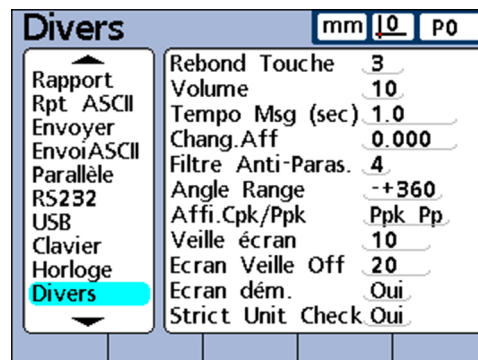 Divers
mm 0 P0
Rapport
Rpt ASCII
Envoyer
EnvoiASCII
Parallèle
RS232
USB
Clavier
Horloge
Divers
Rebond Touche 3
Volume 10
Tempo Msg (sec) 1.0
Chang.Aff 0.000
Filtre Anti-Paras. 4
Angle Range -+360
Affi.Cpk/Ppk Ppk Pp
Veille écran 10
Ecran Veille Off 20
Ecran dém. Oui
Strict Unit Check Oui